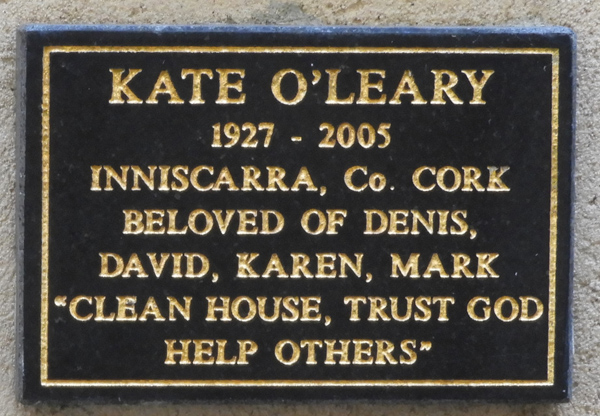 KATE O'LEARY
1927 - 2005
INNISCARRA, Co. CORK
BELOVED OF DENIS,
DAVID, KAREN, MARK
"CLEAN HOUSE, TRUST GOD
HELP OTHERS"